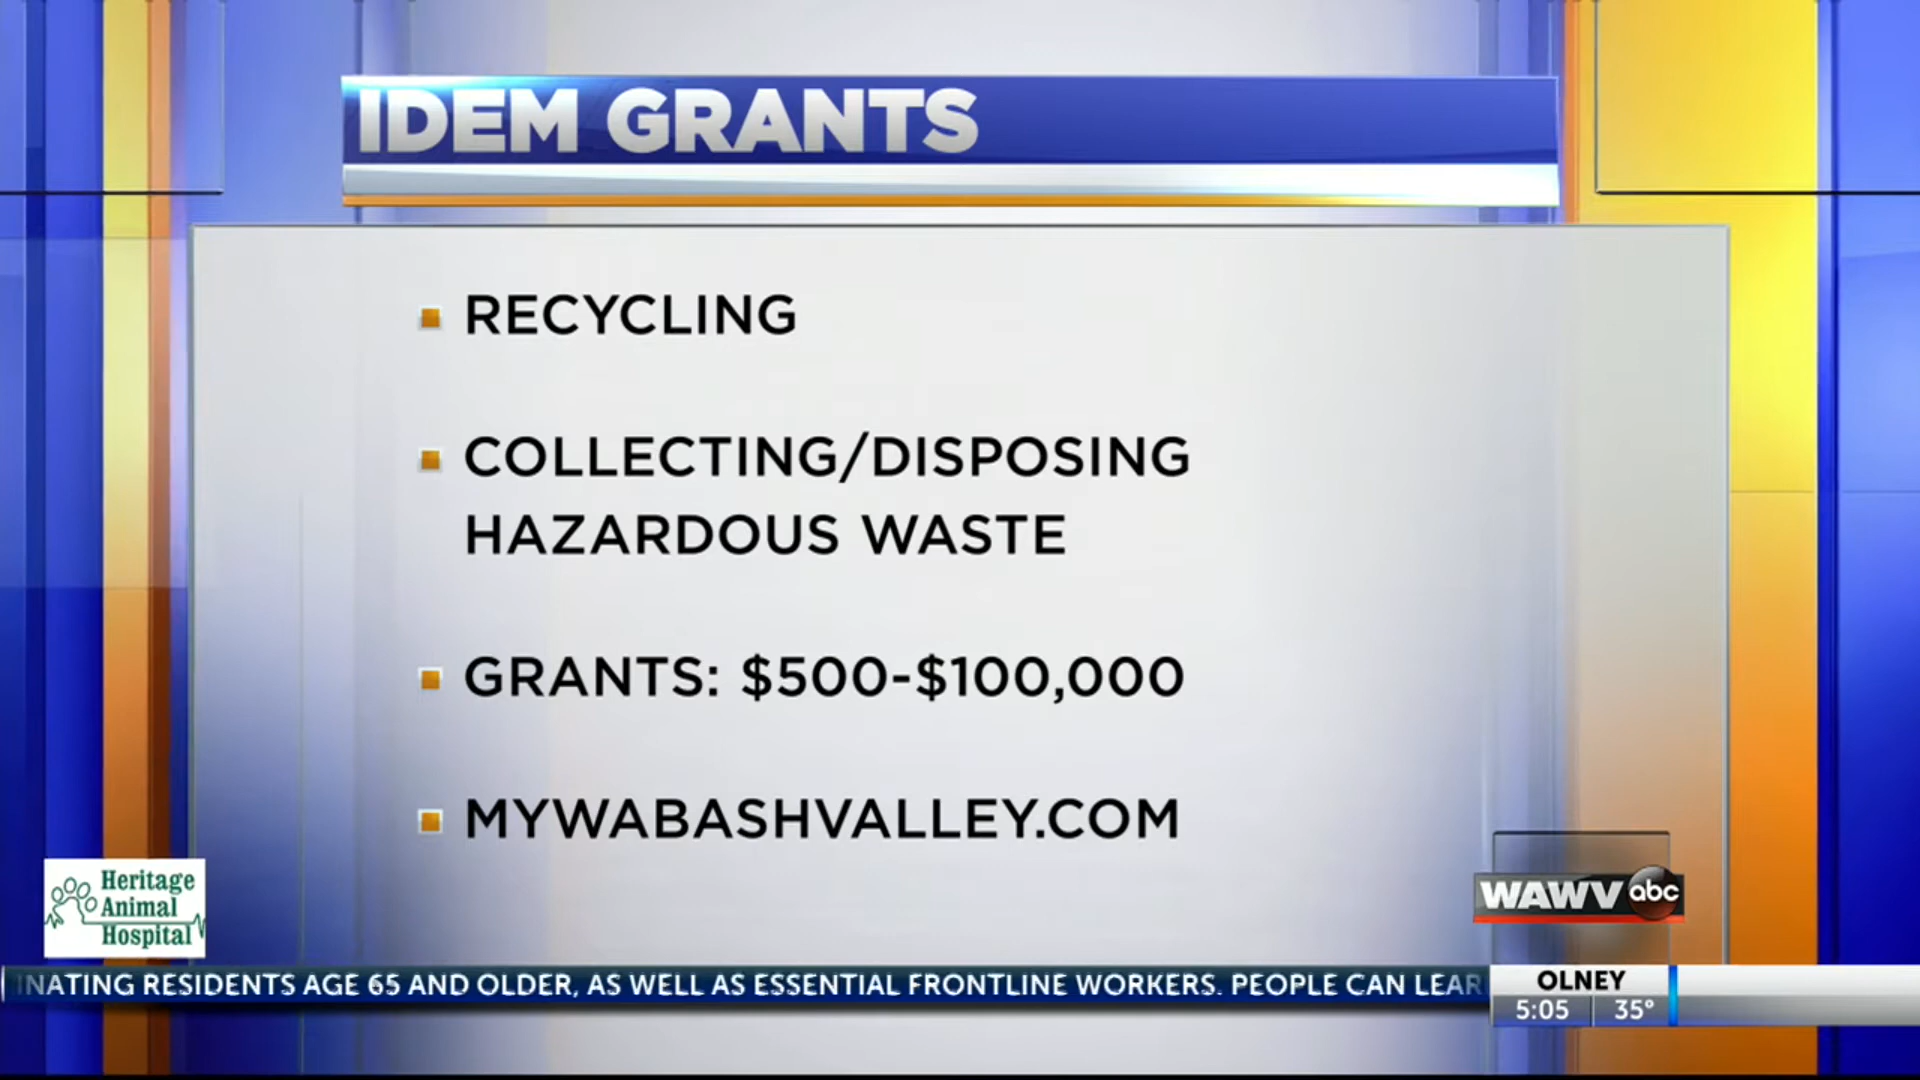 IDEM GRANTS
RECYCLING
COLLECTING/DISPOSING
HAZARDOUS WASTE
GRANTS: $500-$100,000
MYWABASHVALLEY.COM
Heritage
Animal
Hospital
WAWV abc
INATING RESIDENTS AGE 65 AND OLDER, AS WELL AS ESSENTIAL FRONTLINE WORKERS. PEOPLE CAN LEAR
OLNEY
5:05 35°